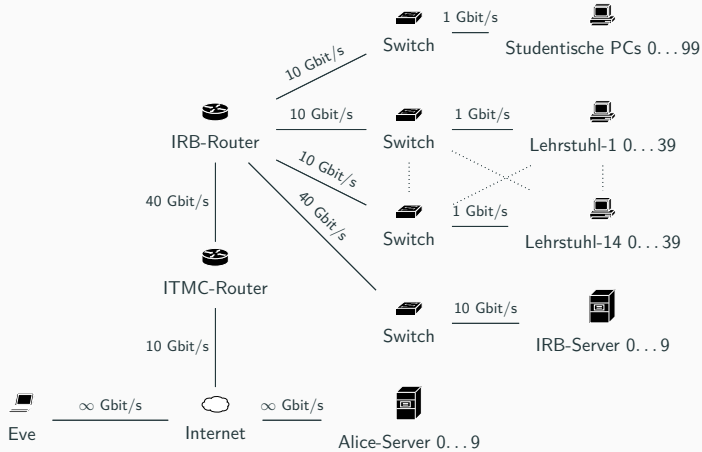 1 Gbit/s
Switch
Studentische PCs 0...99
10 Gbit/s
10 Gbit/s
1 Gbit/s
IRB-Router
Switch
Lehrstuhl-1 0...39
10 Gbit/s
40 Gbit/s
40 Gbit/s
1 Gbit/s
Switch
Lehrstuhl-14 0...39
ITMC-Router
10 Gbit/s
Switch
IRB-Server 0...9
10 Gbit/s
∞ Gbit/s
∞ Gbit/s
Eve
Internet
Alice-Server 0...9